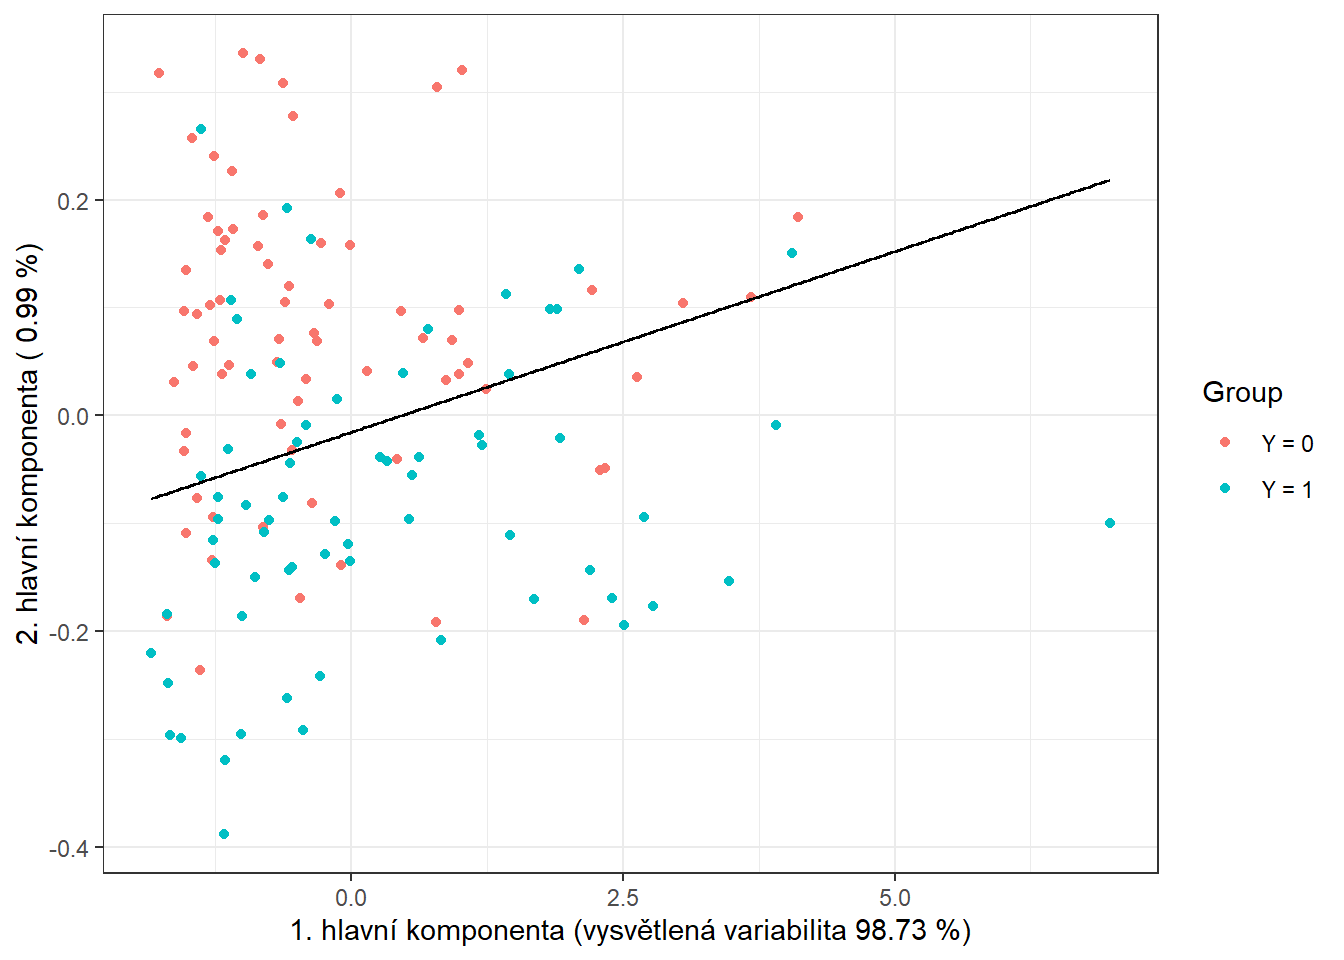 2. hlavní komponenta ( 0.99 %)
0.2
0.0
-0.2
-0.4
0.0
2.5
5.0
1. hlavní komponenta (vysvětlená variabilita 98.73 %)
Group
Y = 0
Y = 1